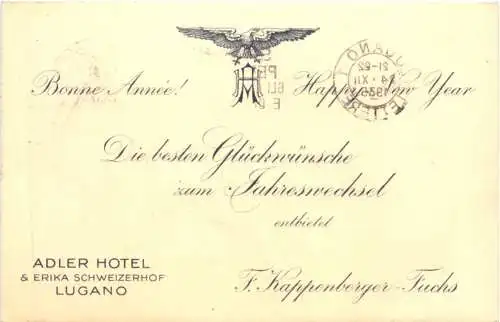 Bonne Année! Happy New Year
Die besten Glückwünsche
zum Jahreswechsel
entbietet
ADLER HOTEL
& ERIKA SCHWEIZERHOF
LUGANO
F. Kappenberger-Fuchs